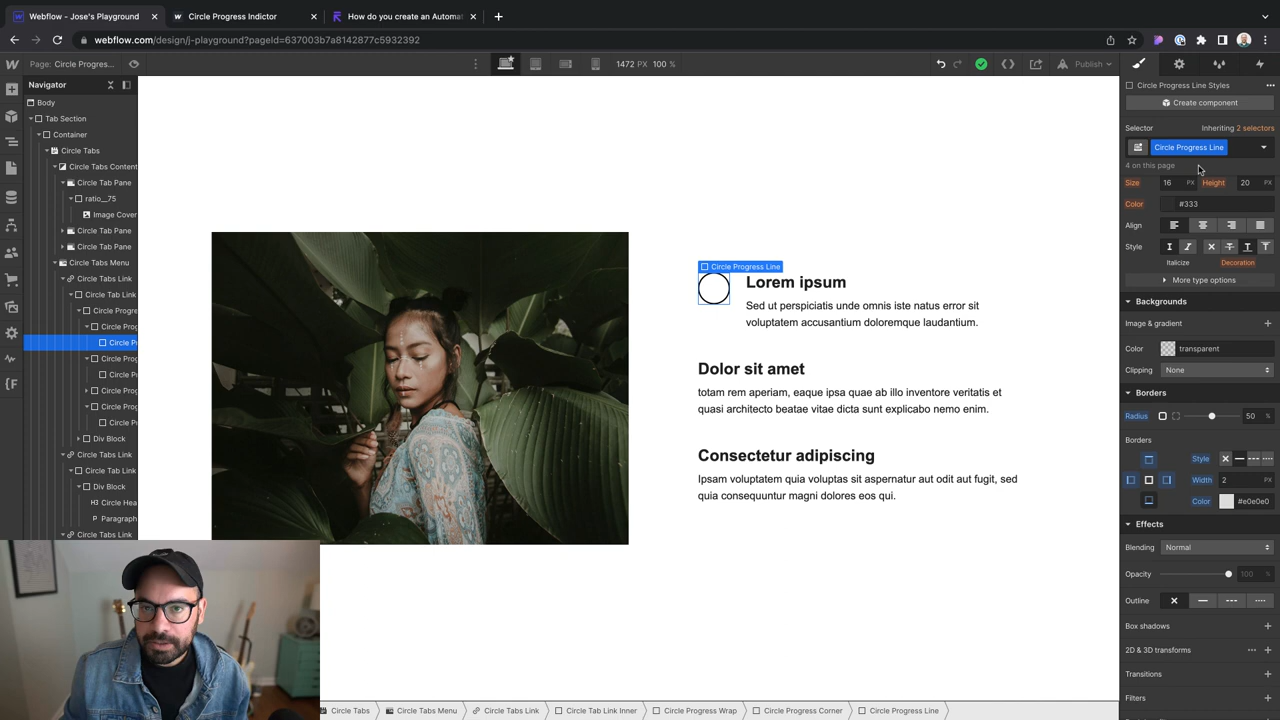 Webflow - Jose's Playground
Circle Progress Indictor
How do you create an Automat
webflow.com/design/j-playground?pageId=637003b7a8142877c5932392
Page: Circle Progres...
1472 PX 100 %
Publish
Navigator
Body
Tab Section
Container
Circle Tabs
Circle Tabs Content
Circle Tab Pane
ratio__75
Image Cover
Circle Tab Pane
Circle Tab Pane
Circle Tabs Menu
Circle Tabs Link
Circle Tab Link
Circle Progre
Circle Prog
Circle Pr
Circle Prog
Circle Pr
Circle Prog
Circle Prog
Circle Pr
Div Block
Circle Tabs Link
Circle Tab Link
Div Block
H3 Circle Hea
P Paragraph
Circle Tabs Link
Circle Progress Line
Lorem ipsum
Sed ut perspiciatis unde omnis iste natus error sit
voluptatem accusantium doloremque laudantium.
Dolor sit amet
totam rem aperiam, eaque ipsa quae ab illo inventore veritatis et
quasi architecto beatae vitae dicta sunt explicabo nemo enim.
Consectetur adipiscing
Ipsam voluptatem quia voluptas sit aspernatur aut odit aut fugit, sed
quia consequuntur magni dolores eos qui.
Circle Tabs
Circle Tabs Menu
Circle Tabs Link
Circle Tab Link Inner
Circle Progress Wrap
Circle Progress Corner
Circle Progress Line
Circle Progress Line Styles
Create component
Selector Inheriting 2 selectors
Circle Progress Line
4 on this page
Size 16 PX Height 20 PX
Color #333
Align
Style
Italicize Decoration
More type options
Backgrounds
Image & gradient
Color transparent
Clipping None
Borders
Radius 50 %
Borders
Style
Width 2 PX
Color #e0e0e0
Effects
Blending Normal
Opacity 100 %
Outline
Box shadows
2D & 3D transforms
Transitions
Filters